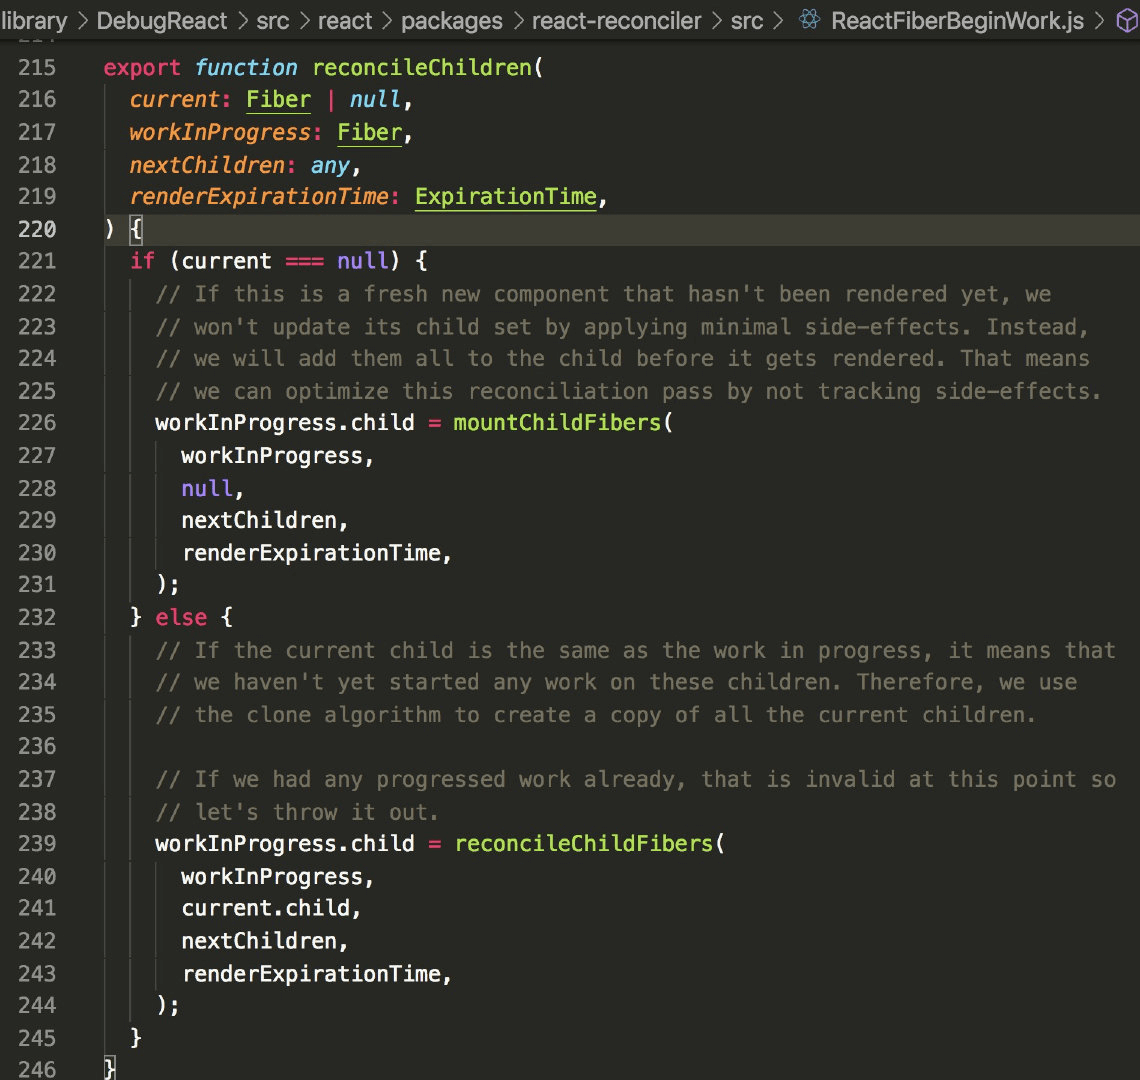 library > DebugReact > src > react > packages > react-reconciler > src > ReactFiberBeginWork.js >
215 export function reconcileChildren(
216   current: Fiber | null,
217   workInProgress: Fiber,
218   nextChildren: any,
219   renderExpirationTime: ExpirationTime,
220 ) {
221   if (current === null) {
222     // If this is a fresh new component that hasn't been rendered yet, we
223     // won't update its child set by applying minimal side-effects. Instead,
224     // we will add them all to the child before it gets rendered. That means
225     // we can optimize this reconciliation pass by not tracking side-effects.
226     workInProgress.child = mountChildFibers(
227       workInProgress,
228       null,
229       nextChildren,
230       renderExpirationTime,
231     );
232   } else {
233     // If the current child is the same as the work in progress, it means that
234     // we haven't yet started any work on these children. Therefore, we use
235     // the clone algorithm to create a copy of all the current children.
236
237     // If we had any progressed work already, that is invalid at this point so
238     // let's throw it out.
239     workInProgress.child = reconcileChildFibers(
240       workInProgress,
241       current.child,
242       nextChildren,
243       renderExpirationTime,
244     );
245   }
246 }